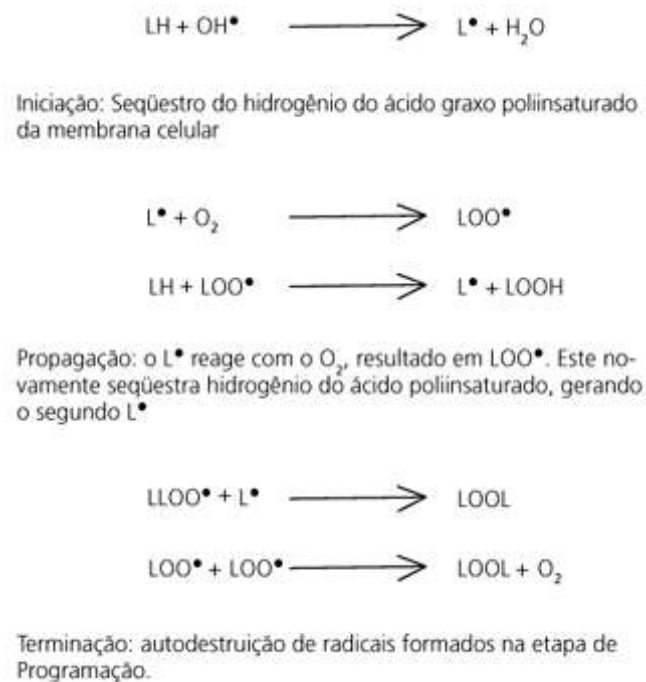 LH + OH• ⟶ L• + H₂O
Iniciação: Seqüestro do hidrogênio do ácido graxo poliinsaturado
da membrana celular
L• + O₂ ⟶ LOO•
LH + LOO• ⟶ L• + LOOH
Propagação: o L• reage com o O₂, resultado em LOO•. Este no-
vamente seqüestra hidrogênio do ácido poliinsaturado, gerando
o segundo L•
LLOO• + L• ⟶ LOOL
LOO• + LOO• ⟶ LOOL + O₂
Terminação: autodestruição de radicais formados na etapa de
Programação.